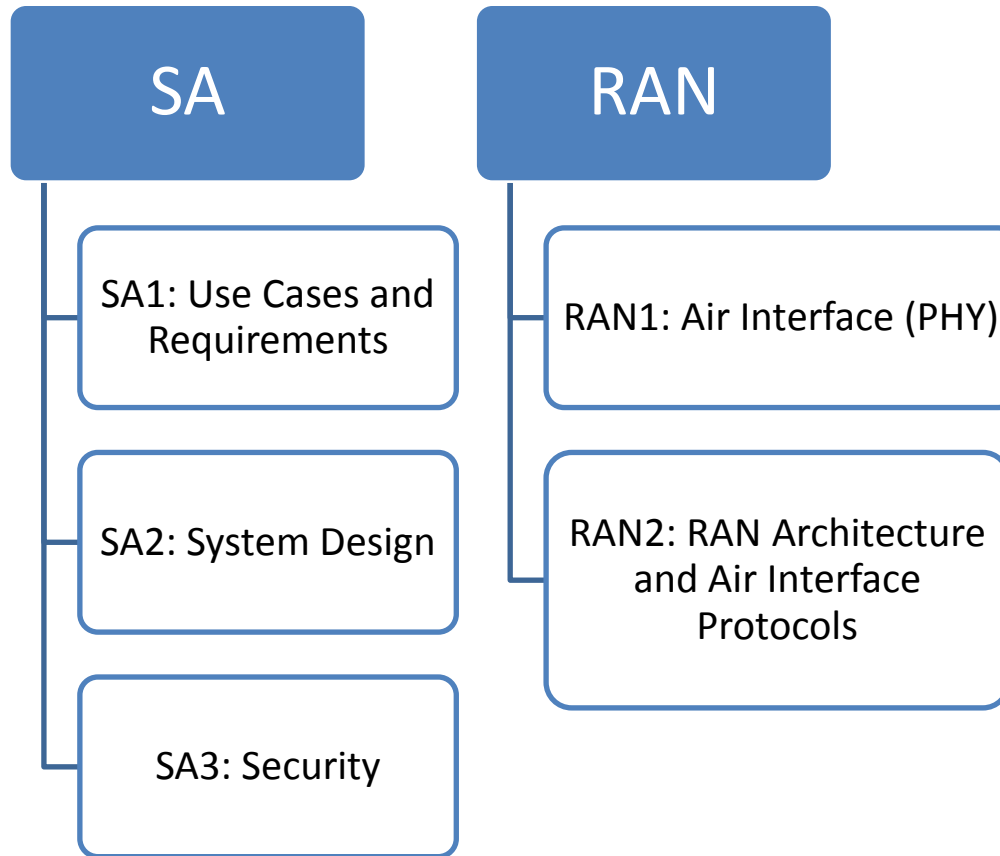 SA
SA1: Use Cases and
Requirements
SA2: System Design
SA3: Security
RAN
RAN1: Air Interface (PHY)
RAN2: RAN Architecture
and Air Interface
Protocols